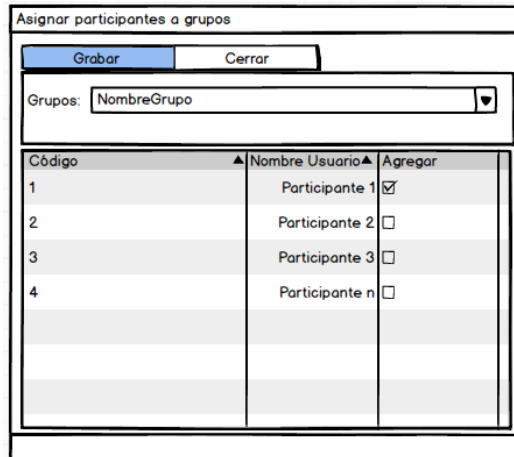 Asignar participantes a grupos
Grabar Cerrar
Grupos: NombreGrupo
Código Nombre Usuario Agregar
1 Participante 1
2 Participante 2
3 Participante 3
4 Participante n